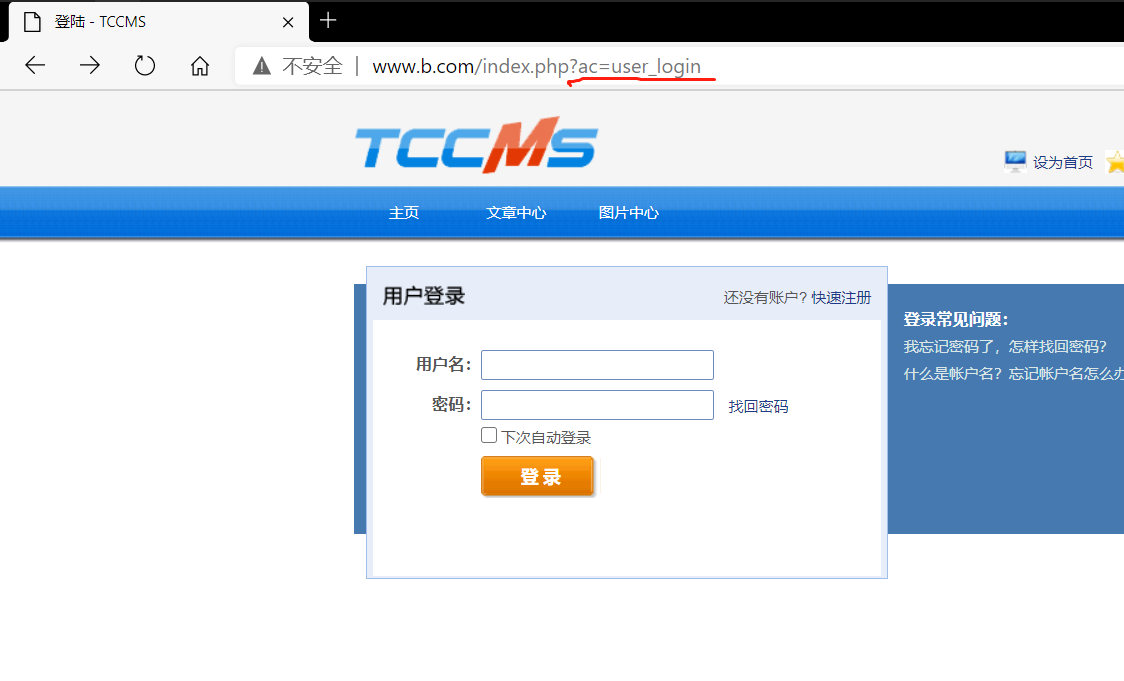 登陆 - TCCMS
不安全 | www.b.com/index.php?ac=user_login
TCCMS
设为首页
主页 文章中心 图片中心
用户登录 还没有账户? 快速注册
用户名：
密码： 找回密码
下次自动登录
登 录
登录常见问题：
我忘记密码了，怎样找回密码？
什么是帐户名？忘记帐户名怎么办